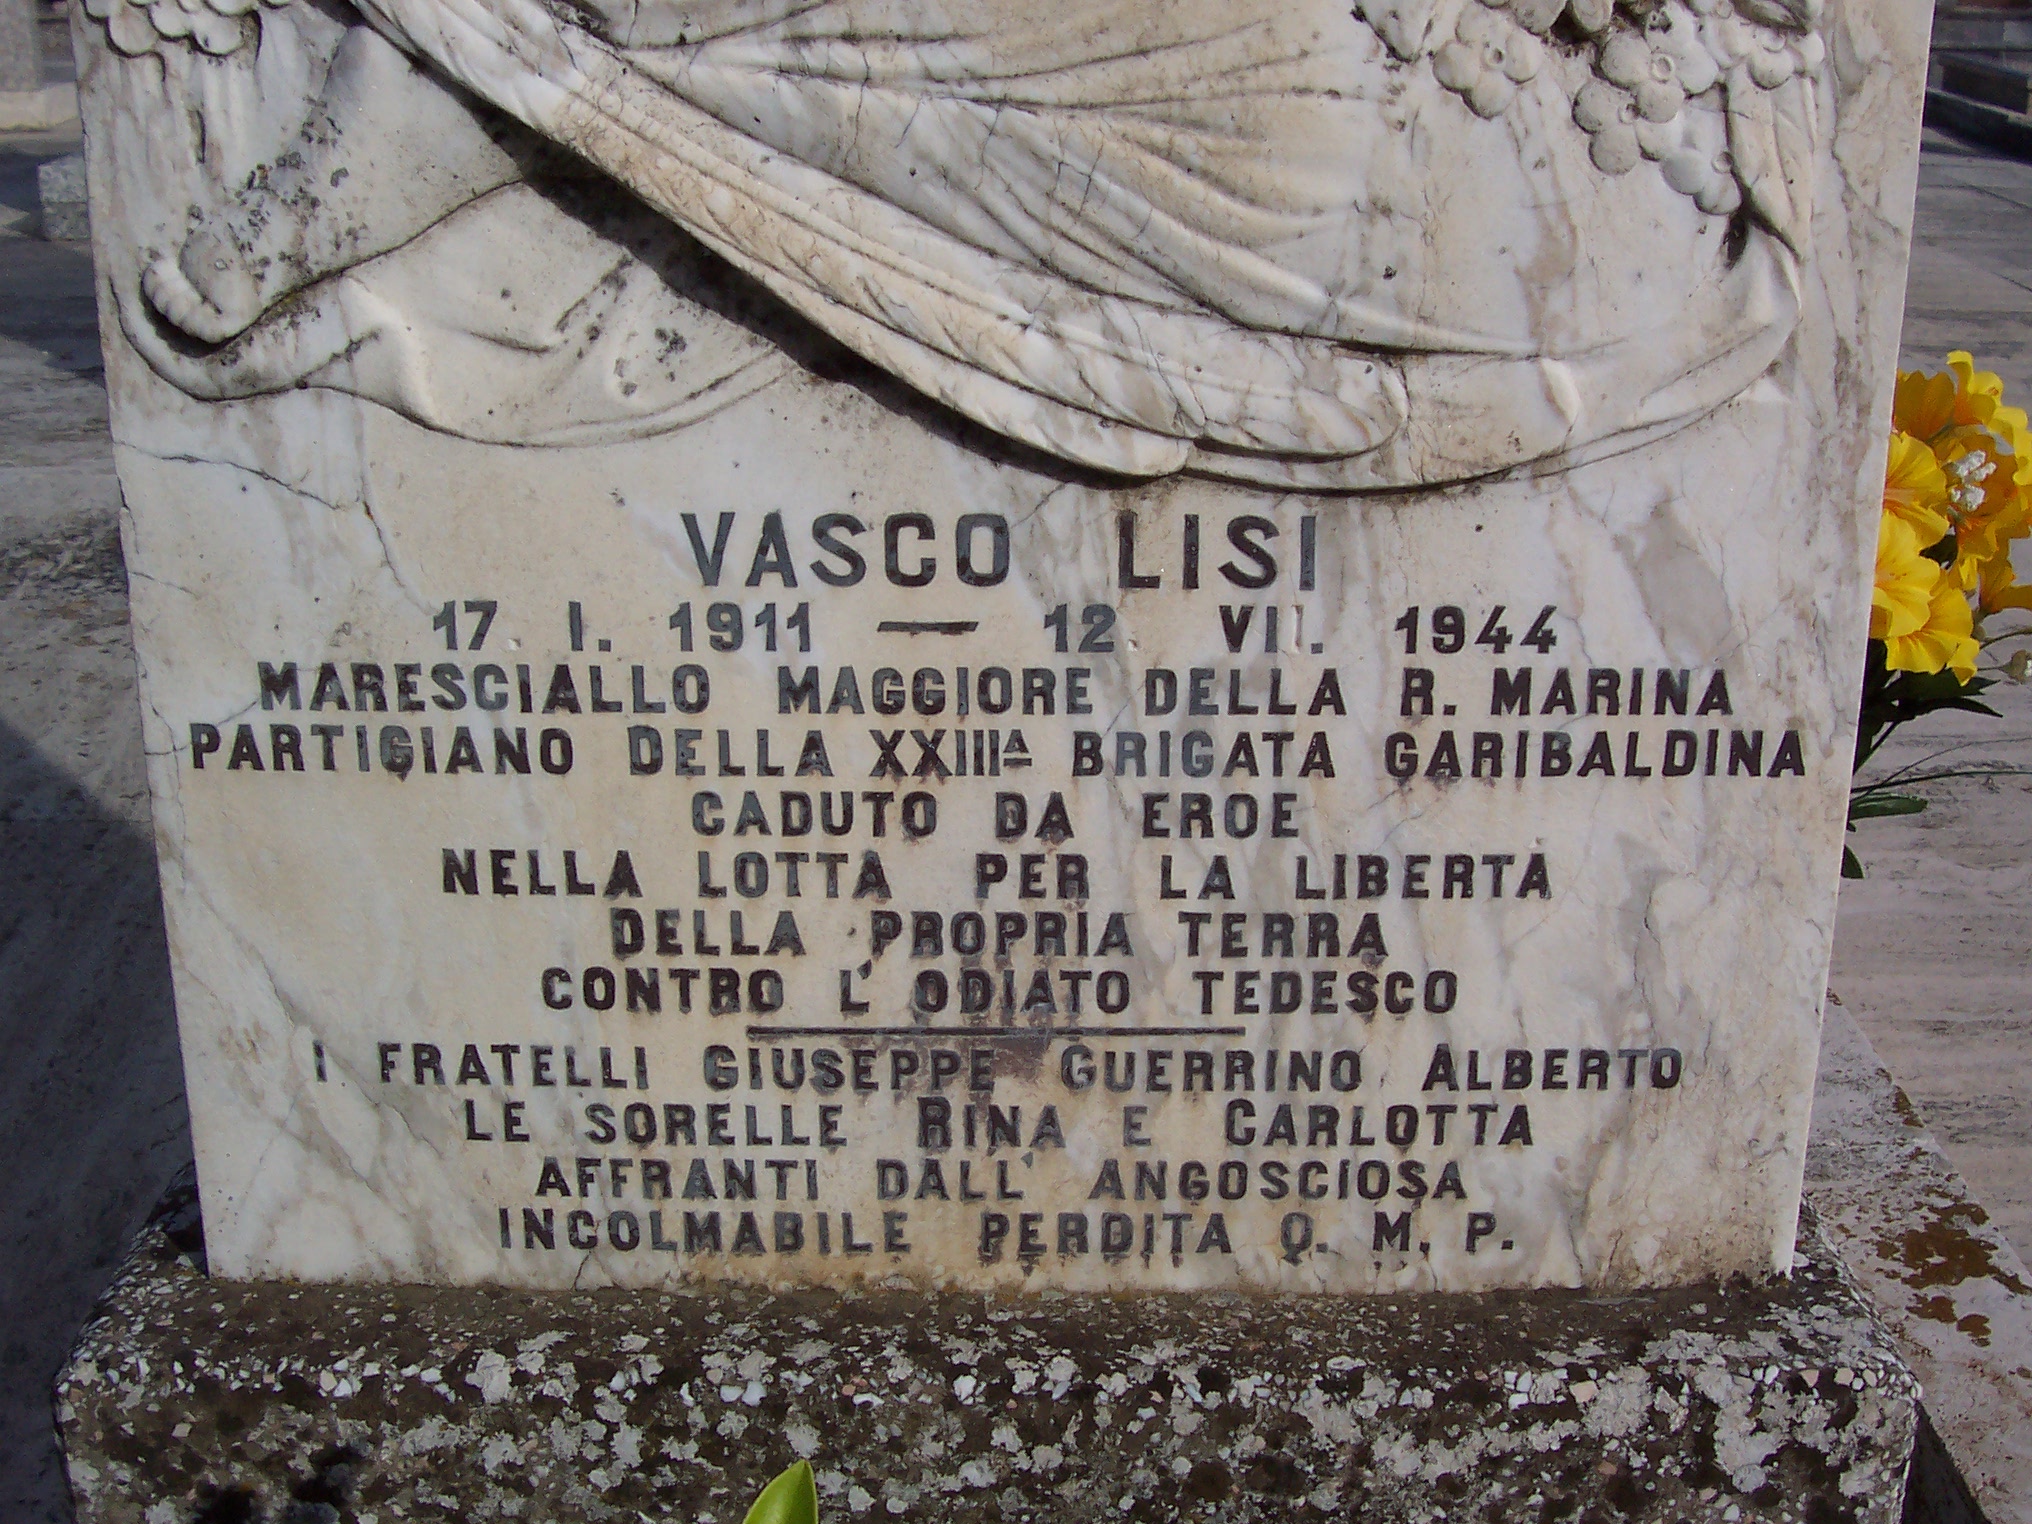 VASCO LISI
17. I. 1911 — 12 VII. 1944
MARESCIALLO MAGGIORE DELLA R. MARINA
PARTIGIANO DELLA XXIIIᴬ BRIGATA GARIBALDINA
CADUTO DA EROE
NELLA LOTTA PER LA LIBERTA
DELLA PROPRIA TERRA
CONTRO L'ODIATO TEDESCO
I FRATELLI GIUSEPPE GUERRINO ALBERTO
LE SORELLE RINA E CARLOTTA
AFFRANTI DALL'ANGOSCIOSA
INCOLMABILE PERDITA Q. M. P.